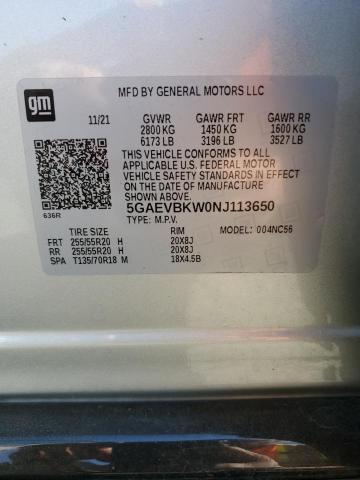 gm
MFD BY GENERAL MOTORS LLC
11/21 GVWR GAWR FRT GAWR RR
2800 KG 1450 KG 1600 KG
6173 LB 3196 LB 3527 LB
THIS VEHICLE CONFORMS TO ALL
APPLICABLE U.S. FEDERAL MOTOR
VEHICLE SAFETY STANDARDS IN
EFFECT ON THE DATE OF MANUFACTURE
SHOWN ABOVE.
636R 5GAEVBKW0NJ113650
TYPE: M.P.V.
TIRE SIZE RIM 004NC56
FRT 255/55R20 H 20X8J
RR 255/55R20 H 20X8J
SPA T135/70R18 M 18X4.5B